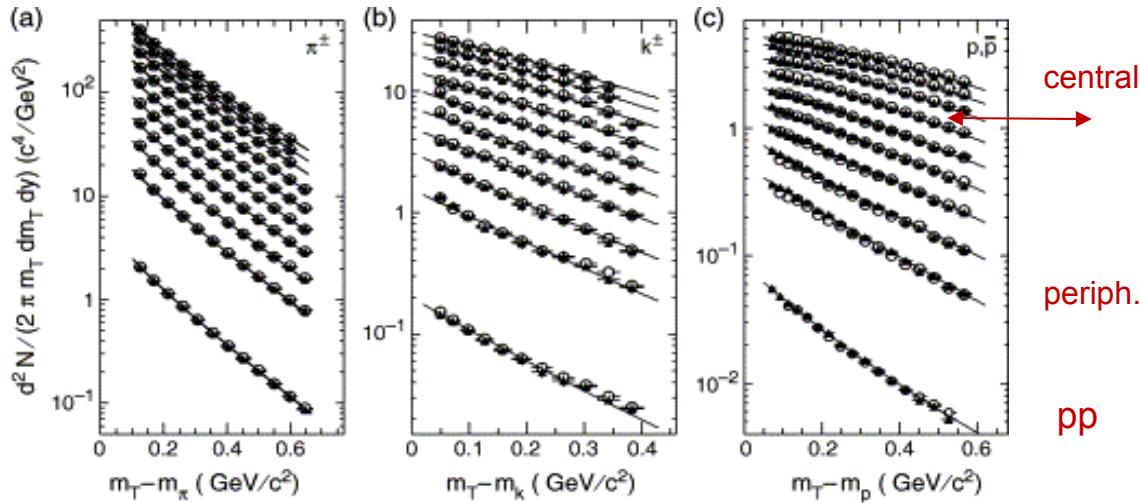 (a)
π±
d² N / (2 π m_T dm_T dy) (c⁴ / GeV²)
10²
10
1
10⁻¹
0 0.2 0.4 0.6
m_T−m_π ( GeV/c² )
(b)
k±
10
1
10⁻¹
0 0.1 0.2 0.3 0.4
m_T−m_k ( GeV/c² )
(c)
p,p̄
1
10⁻¹
10⁻²
0 0.2 0.4 0.6
m_T−m_p ( GeV/c² )
central
periph.
pp